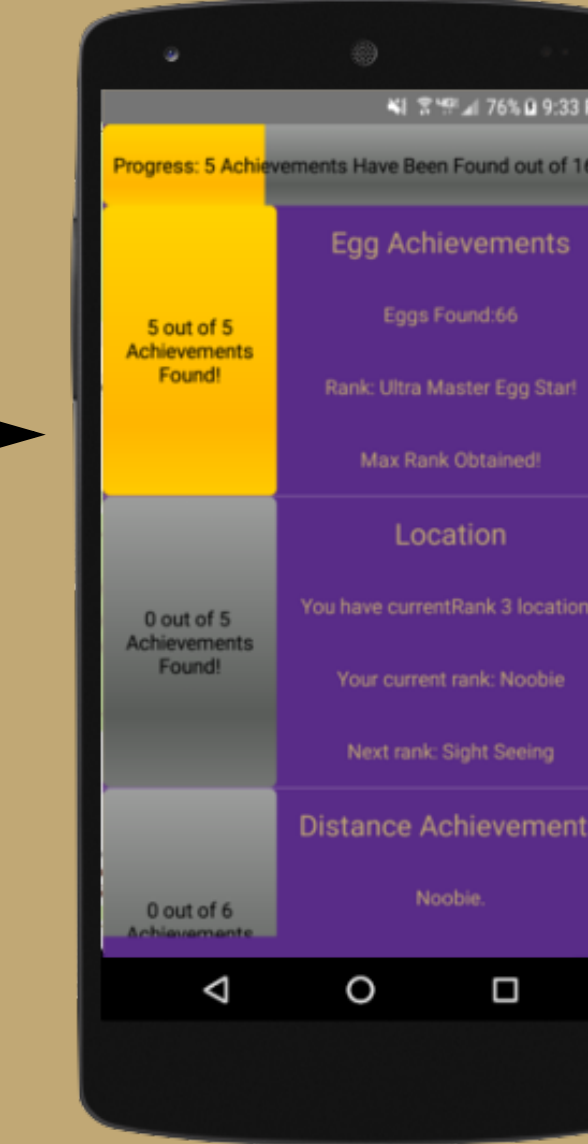 76% 9:33
Progress: 5 Achievements Have Been Found out of 16
Egg Achievements
Eggs Found:66
5 out of 5
Achievements
Found!
Rank: Ultra Master Egg Star!
Max Rank Obtained!
Location
You have currentRank 3 location
0 out of 5
Achievements
Found!
Your current rank: Noobie
Next rank: Sight Seeing
Distance Achievement
Noobie.
0 out of 6
Achievements